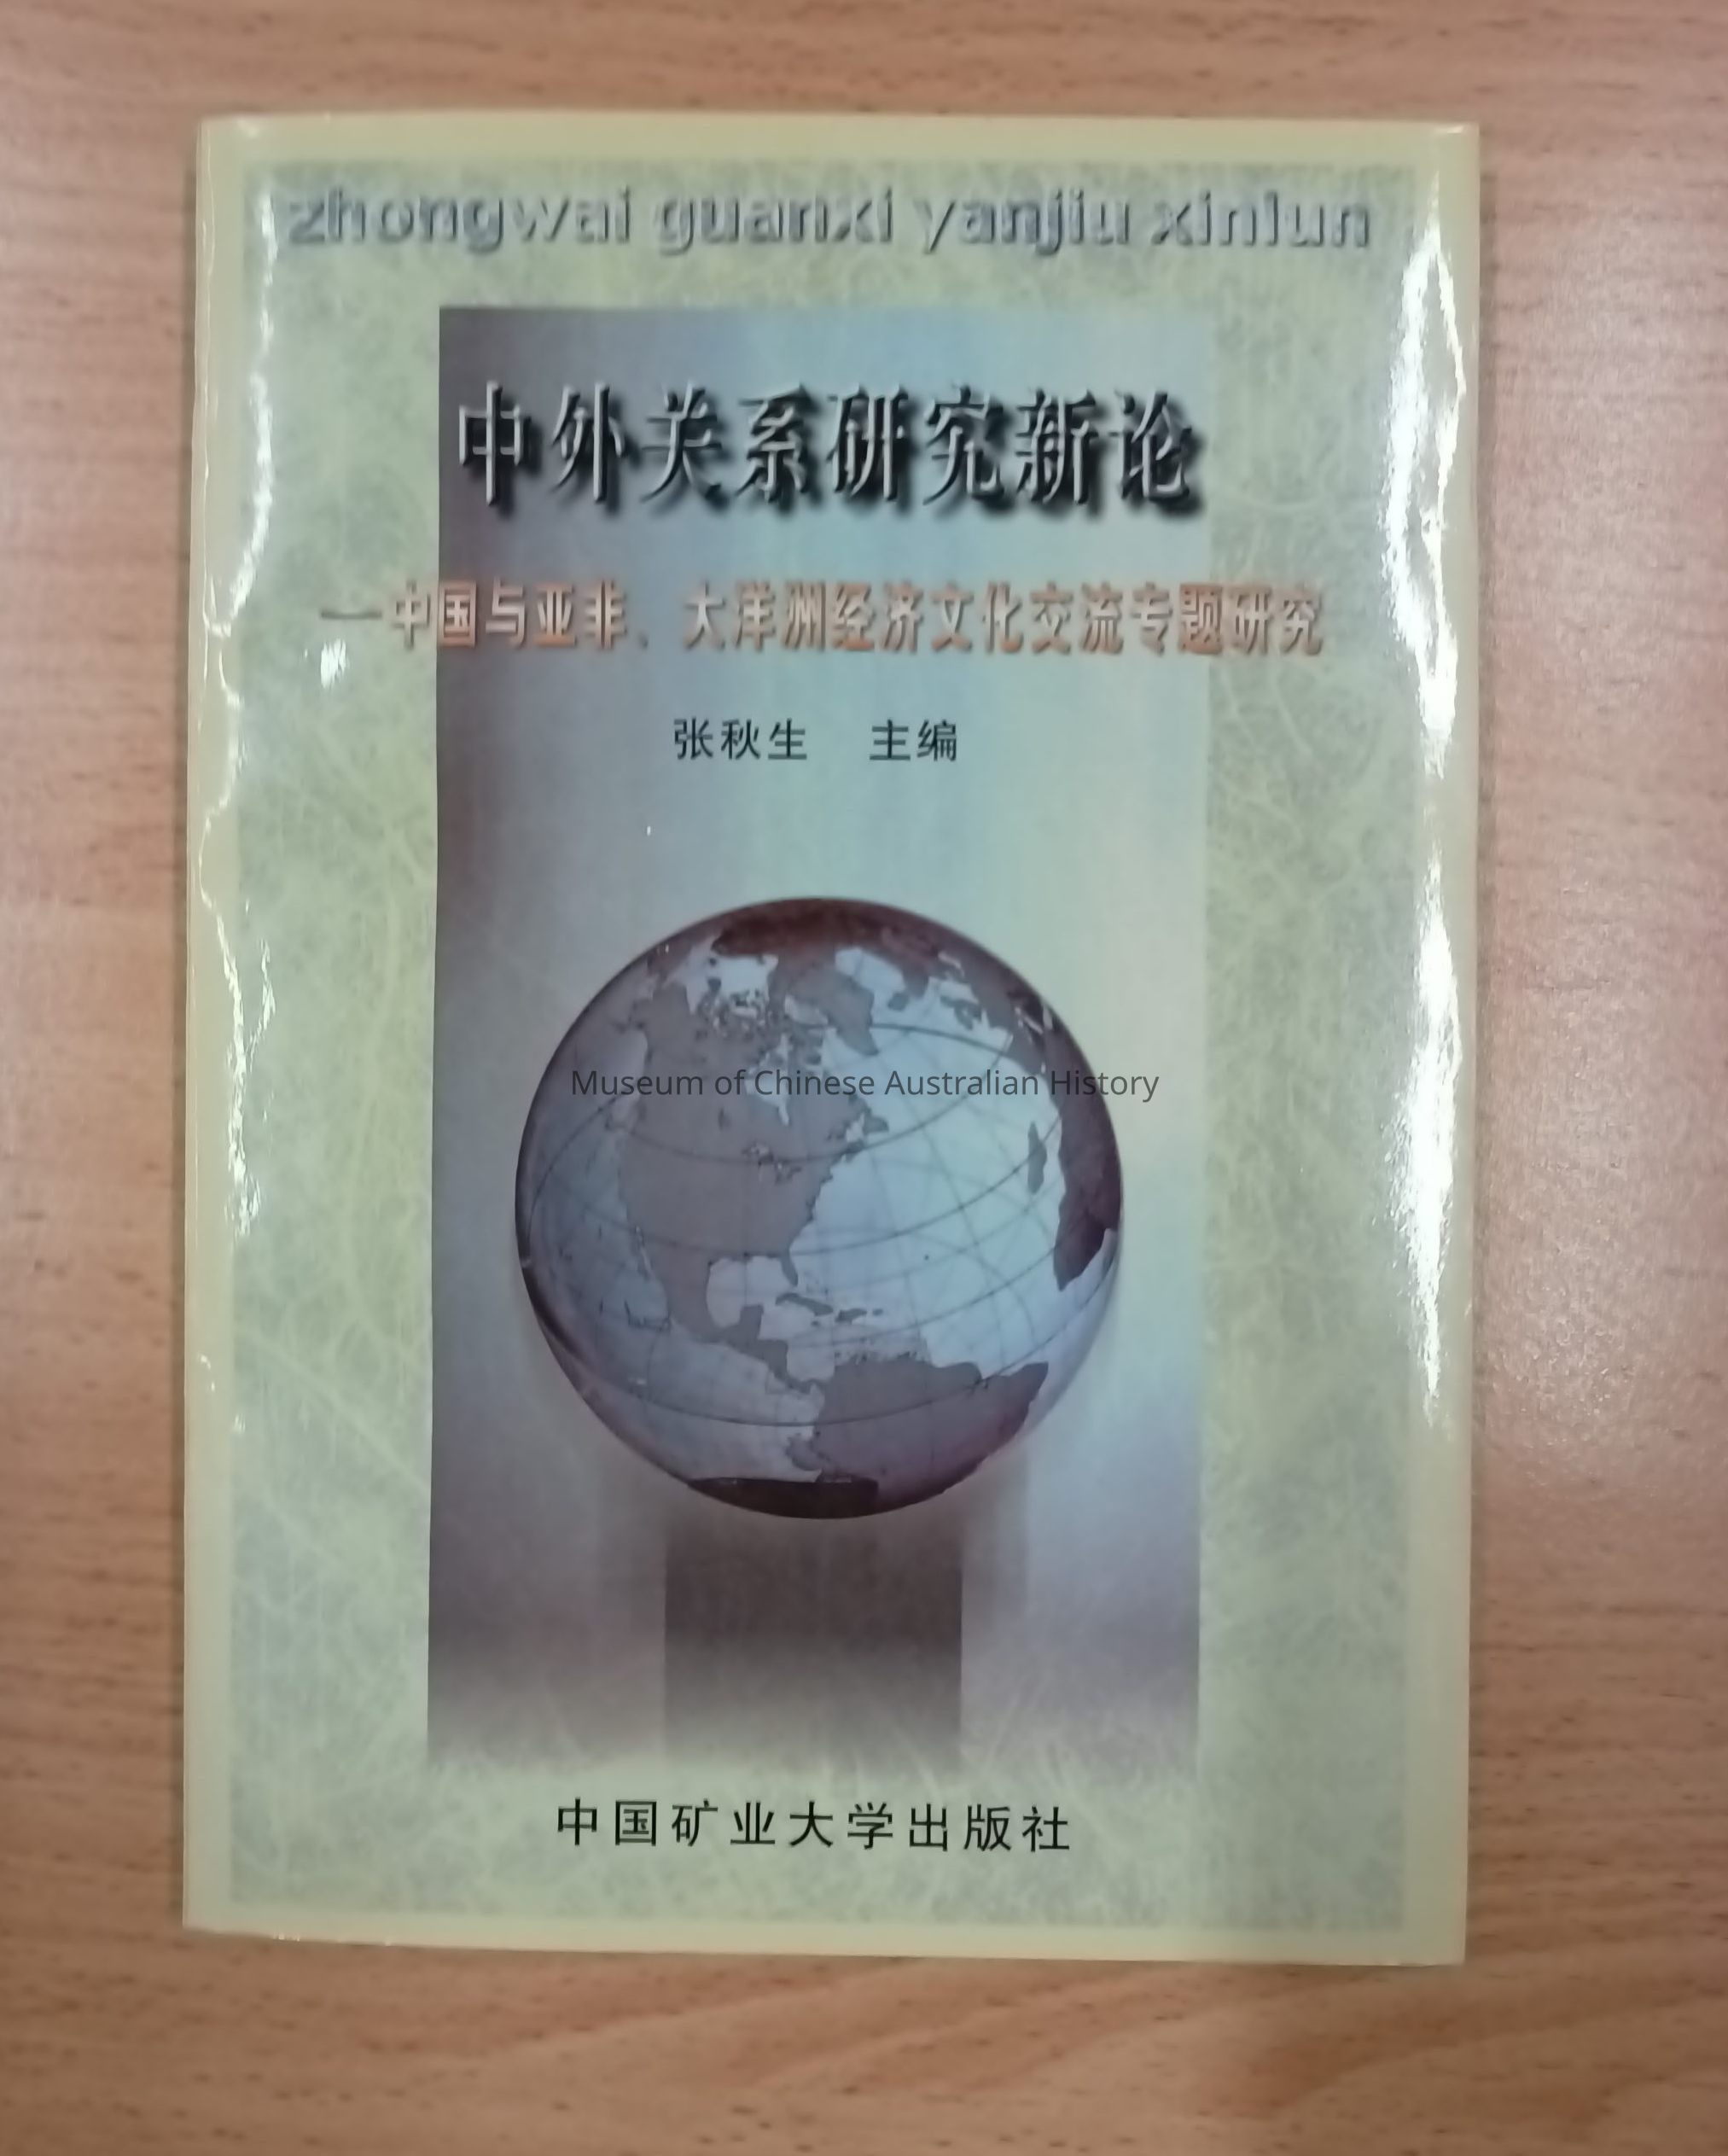 zhongwai guanxi yanjiu xinlun
中外关系研究新论
—中国与亚非、大洋洲经济文化交流专题研究
张秋生 主编
Museum of Chinese Australian History
中国矿业大学出版社